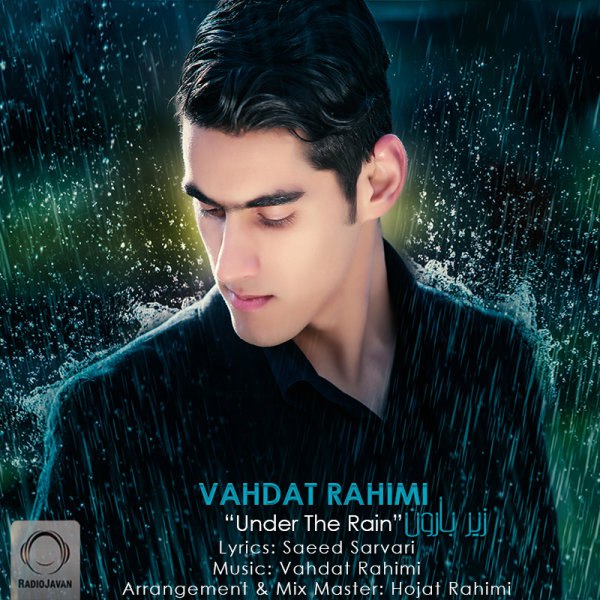 VAHDAT RAHIMI
“Under The Rain” زیر بارون
Lyrics: Saeed Sarvari
Music: Vahdat Rahimi
Arrangement & Mix Master: Hojat Rahimi
RADIOJAVAN